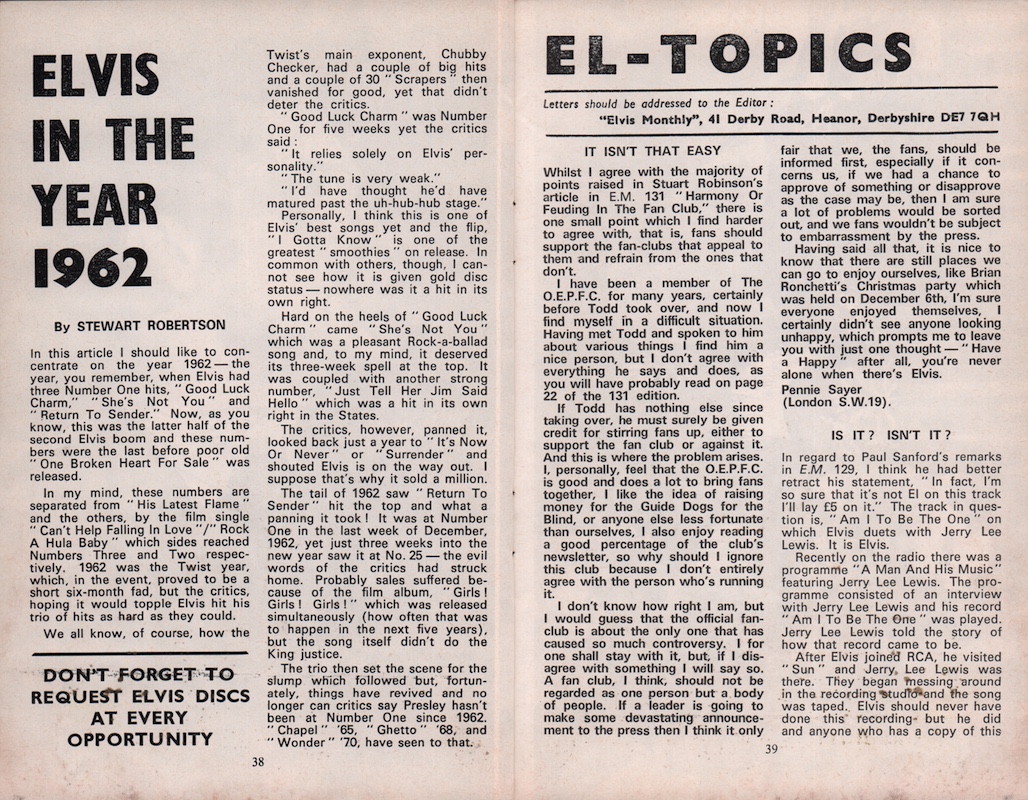 ELVIS
IN THE
YEAR
1962
By STEWART ROBERTSON
In this article I should like to con-
centrate on the year 1962 — the
year, you remember, when Elvis had
three Number One hits, "Good Luck
Charm," "She's Not You" and
"Return To Sender." Now, as you
know, this was the latter half of the
second Elvis boom and these num-
bers were the last before poor old
"One Broken Heart For Sale" was
released.
In my mind, these numbers are
separated from "His Latest Flame"
and the others, by the film single
"Can't Help Falling In Love"/"Rock
A Hula Baby" which sides reached
Numbers Three and Two respec-
tively. 1962 was the Twist year,
which, in the event, proved to be a
short six-month fad, but the critics,
hoping it would topple Elvis hit his
trio of hits as hard as they could.
We all know, of course, how the
DON'T FORGET TO
REQUEST ELVIS DISCS
AT EVERY
OPPORTUNITY
Twist's main exponent, Chubby
Checker, had a couple of big hits
and a couple of 30 "Scrapers" then
vanished for good, yet that didn't
deter the critics.
"Good Luck Charm" was Number
One for five weeks yet the critics
said :
"It relies solely on Elvis' per-
sonality."
"The tune is very weak."
"I'd have thought he'd have
matured past the uh-hub-hub stage."
Personally, I think this is one of
Elvis' best songs yet and the flip,
"I Gotta Know" is one of the
greatest "smoothies" on release. In
common with others, though, I can-
not see how it is given gold disc
status — nowhere was it a hit in its
own right.
Hard on the heels of "Good Luck
Charm" came "She's Not You"
which was a pleasant Rock-a-ballad
song and, to my mind, it deserved
its three-week spell at the top. It
was coupled with another strong
number, "Just Tell Her Jim Said
Hello" which was a hit in its own
right in the States.
The critics, however, panned it,
looked back just a year to "It's Now
Or Never" or "Surrender" and
shouted Elvis is on the way out. I
suppose that's why it sold a million.
The tail of 1962 saw "Return To
Sender" hit the top and what a
panning it took! It was at Number
One in the last week of December,
1962, yet just three weeks into the
new year saw it at No. 25 — the evil
words of the critics had struck
home. Probably sales suffered be-
cause of the film album, "Girls!
Girls! Girls!" which was released
simultaneously (how often that was
to happen in the next five years),
but the song itself didn't do the
King justice.
The trio then set the scene for the
slump which followed but, fortun-
ately, things have revived and no
longer can critics say Presley hasn't
been at Number One since 1962.
"Chapel" '65, "Ghetto" '68, and
"Wonder" '70, have seen to that.
38
EL-TOPICS
Letters should be addressed to the Editor :
"Elvis Monthly", 41 Derby Road, Heanor, Derbyshire DE7 7QH
IT ISN'T THAT EASY
Whilst I agree with the majority of
points raised in Stuart Robinson's
article in E.M. 131 "Harmony Or
Feuding In The Fan Club," there is
one small point which I find harder
to agree with, that is, fans should
support the fan-clubs that appeal to
them and refrain from the ones that
don't.
I have been a member of The
O.E.P.F.C. for many years, certainly
before Todd took over, and now I
find myself in a difficult situation.
Having met Todd and spoken to him
about various things I find him a
nice person, but I don't agree with
everything he says and does, as
you will have probably read on page
22 of the 131 edition.
If Todd has nothing else since
taking over, he must surely be given
credit for stirring fans up, either to
support the fan club or against it.
And this is where the problem arises.
I, personally, feel that the O.E.P.F.C.
is good and does a lot to bring fans
together, I like the idea of raising
money for the Guide Dogs for the
Blind, or anyone else less fortunate
than ourselves, I also enjoy reading
a good percentage of the club's
newsletter, so why should I ignore
this club because I don't entirely
agree with the person who's running
it.
I don't know how right I am, but
I would guess that the official fan-
club is about the only one that has
caused so much controversy. I for
one shall stay with it, but, if I dis-
agree with something I will say so.
A fan club, I think, should not be
regarded as one person but a body
of people. If a leader is going to
make some devastating announce-
ment to the press then I think it only
fair that we, the fans, should be
informed first, especially if it con-
cerns us, if we had a chance to
approve of something or disapprove
as the case may be, then I am sure
a lot of problems would be sorted
out, and we fans wouldn't be subject
to embarrassment by the press.
Having said all that, it is nice to
know that there are still places we
can go to enjoy ourselves, like Brian
Ronchetti's Christmas party which
was held on December 6th, I'm sure
everyone enjoyed themselves, I
certainly didn't see anyone looking
unhappy, which prompts me to leave
you with just one thought — "Have
a Happy" after all, you're never
alone when there's Elvis.
Pennie Sayer
(London S.W.19).
IS IT? ISN'T IT?
In regard to Paul Sanford's remarks
in E.M. 129, I think he had better
retract his statement, "In fact, I'm
so sure that it's not El on this track
I'll lay £5 on it." The track in ques-
tion is, "Am I To Be The One" on
which Elvis duets with Jerry Lee
Lewis. It is Elvis.
Recently on the radio there was a
programme "A Man And His Music"
featuring Jerry Lee Lewis. The pro-
gramme consisted of an interview
with Jerry Lee Lewis and his record
"Am I To Be The One" was played.
Jerry Lee Lewis told the story of
how that record came to be.
After Elvis joined RCA, he visited
"Sun" and Jerry Lee Lewis was
there. They began messing around
in the recording studio and the song
was taped. Elvis should never have
done this recording but he did
and anyone who has a copy of this
39